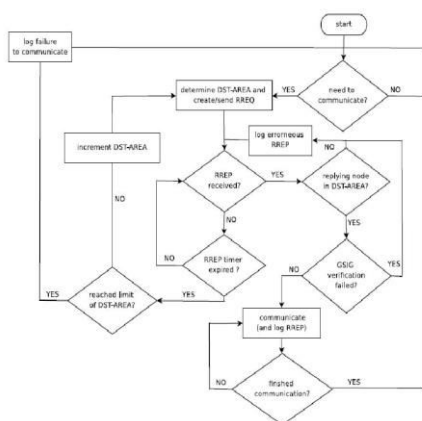 start
log failure
to communicate
determine DST-AREA and
create/send RREQ
YES
need to
communicate?
NO
increment DST-AREA
log erroneous
RREP
NO
RREP
received?
YES
replying node
in DST-AREA?
NO
NO
YES
RREP timer
expired ?
NO
GSIG
verification
failed?
YES
NO
YES
reached limit
of DST-AREA?
YES
communicate
(and log RREP)
NO
finished
communication?
YES